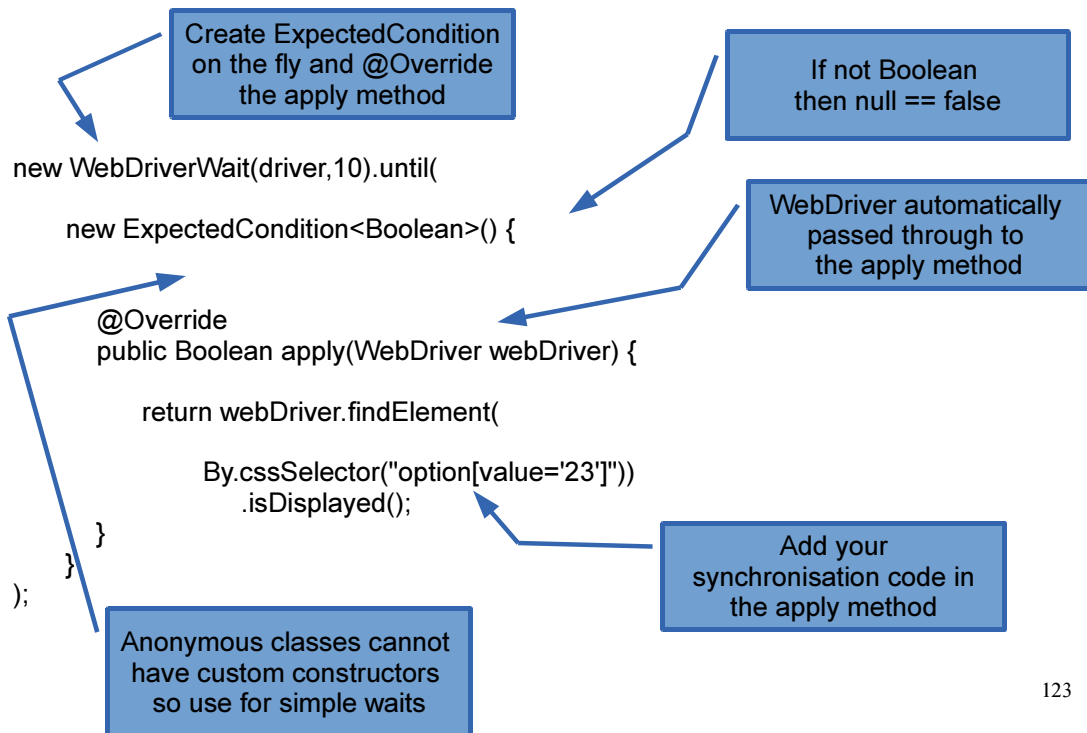 Create ExpectedCondition
on the fly and @Override
the apply method
If not Boolean
then null == false
new WebDriverWait(driver,10).until(
new ExpectedCondition<Boolean>() {
WebDriver automatically
passed through to
the apply method
@Override
public Boolean apply(WebDriver webDriver) {
return webDriver.findElement(
By.cssSelector("option[value='23']"))
.isDisplayed();
}
}
);
Add your
synchronisation code in
the apply method
Anonymous classes cannot
have custom constructors
so use for simple waits
123